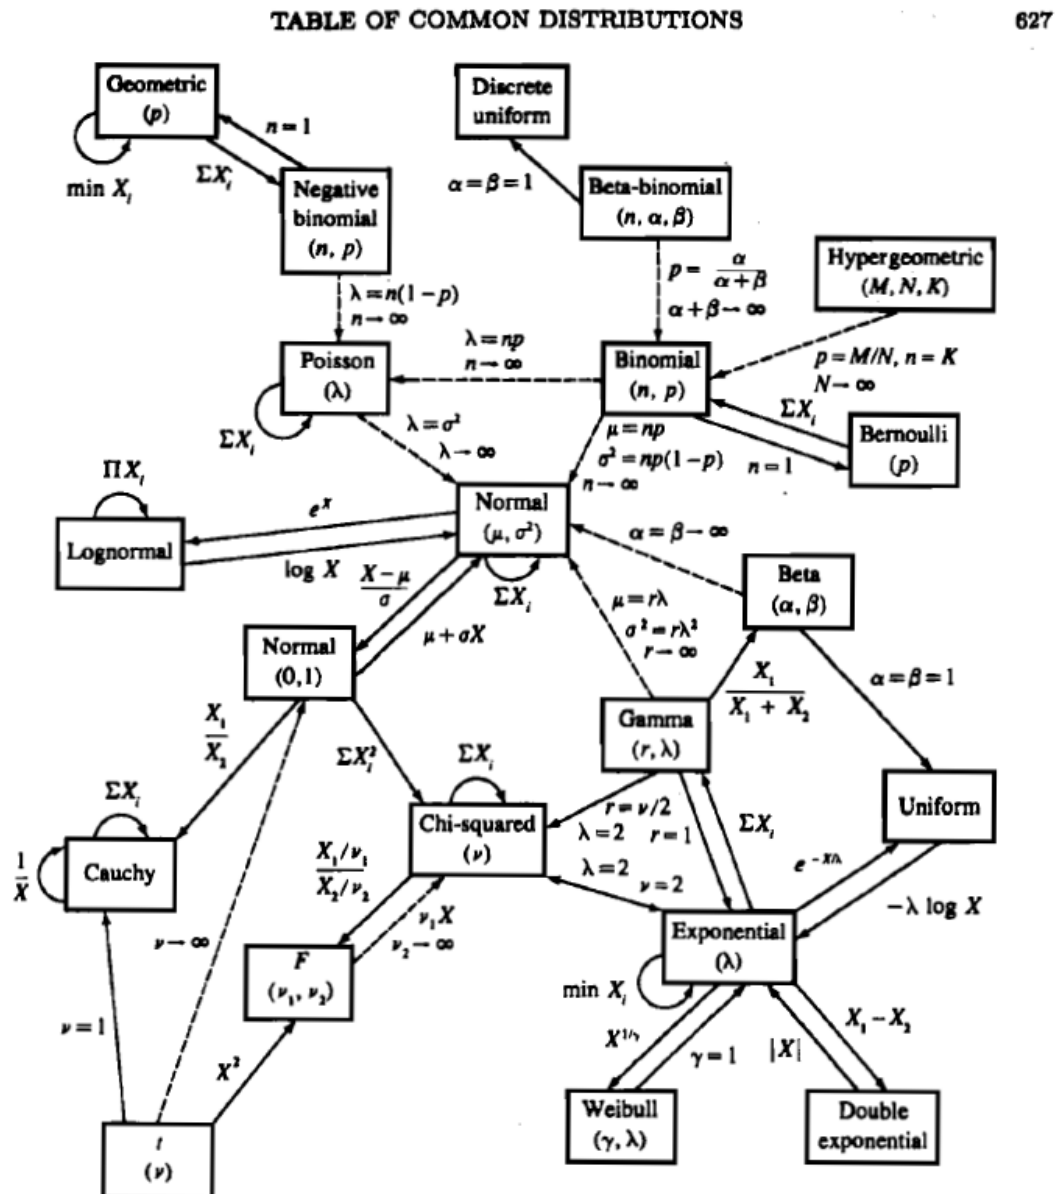 TABLE OF COMMON DISTRIBUTIONS 627
Geometric
(p)
n = 1
min X_i
ΣX_i
Negative
binomial
(n, p)
Discrete
uniform
α = β = 1
Beta-binomial
(n, α, β)
p = α/(α + β)
α + β → ∞
Hypergeometric
(M, N, K)
λ = n(1 − p)
n → ∞
Poisson
(λ)
ΣX_i
λ = np
n → ∞
Binomial
(n, p)
p = M/N, n = K
N → ∞
ΣX_i
Bernoulli
(p)
n = 1
λ = σ²
λ → ∞
μ = np
σ² = np(1 − p)
n → ∞
ΠX_i
Lognormal
e^X
log X
Normal
(μ, σ²)
ΣX_i
(X − μ)/σ
μ + σX
α = β → ∞
Beta
(α, β)
μ = rλ
σ² = rλ²
r → ∞
Normal
(0,1)
X_1/(X_1 + X_2)
α = β = 1
Gamma
(r, λ)
X_1/X_2
ΣX_i²
ΣX_i
Chi-squared
(ν)
r = ν/2
λ = 2
r = 1
ΣX_i
Uniform
ΣX_i
Cauchy
1/X
(X_1/ν_1)/(X_2/ν_2)
λ = 2
ν = 2
e^(−X/λ)
−λ log X
ν_1X
ν_2 → ∞
ν → ∞
F
(ν_1, ν_2)
Exponential
(λ)
min X_i
ν = 1
X²
X^(1/γ)
γ = 1
|X|
X_1 − X_2
t
(ν)
Weibull
(γ, λ)
Double
exponential